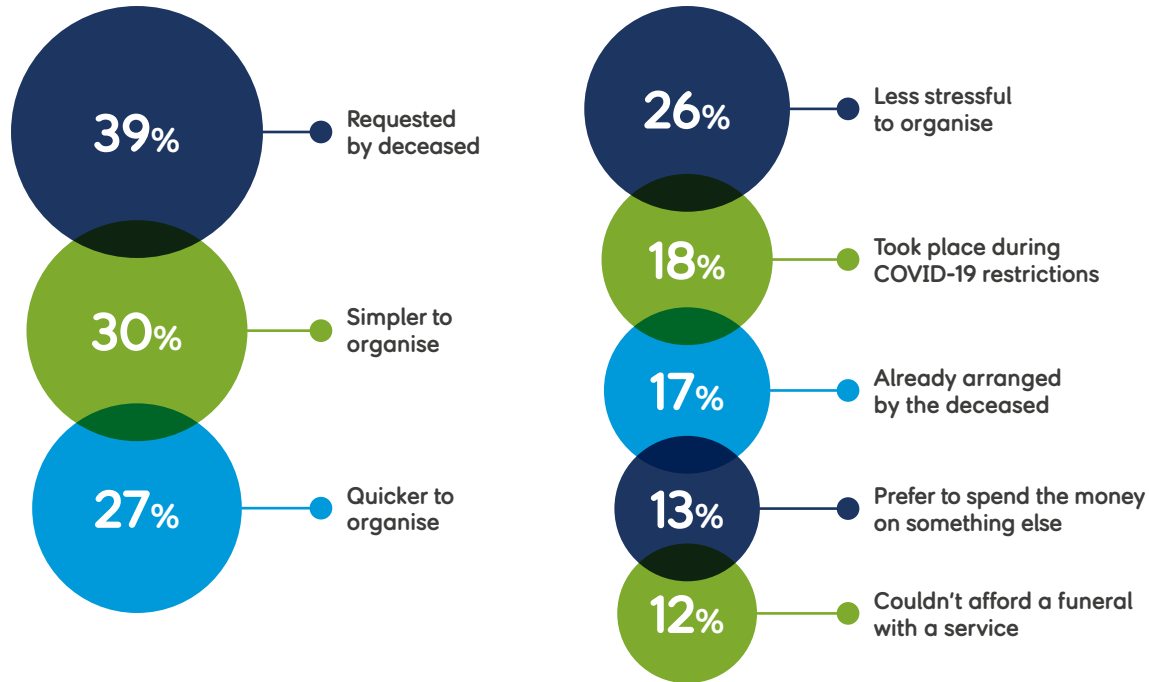 39%
Requested
by deceased
30%
Simpler to
organise
27%
Quicker to
organise
26%
Less stressful
to organise
18%
Took place during
COVID-19 restrictions
17%
Already arranged
by the deceased
13%
Prefer to spend the money
on something else
12%
Couldn’t afford a funeral
with a service